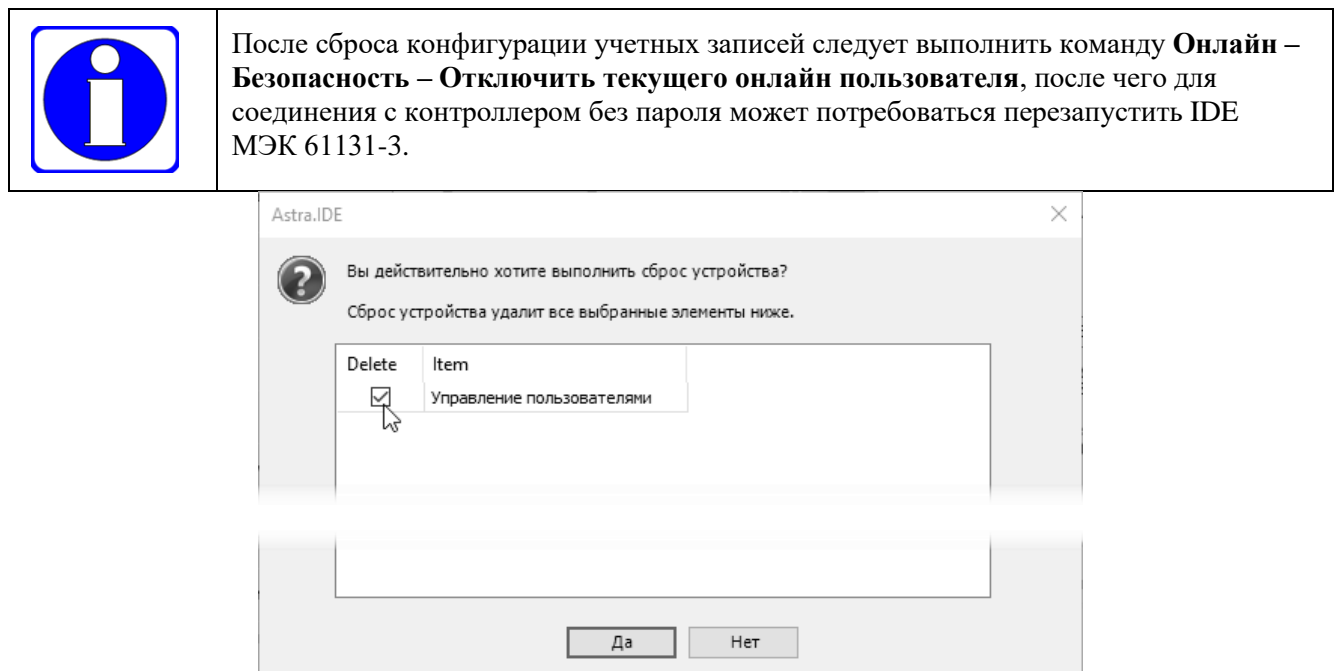 После сброса конфигурации учетных записей следует выполнить команду Онлайн –
Безопасность – Отключить текущего онлайн пользователя, после чего для
соединения с контроллером без пароля может потребоваться перезапустить IDE
МЭК 61131-3.
Astra.IDE
Вы действительно хотите выполнить сброс устройства?
Сброс устройства удалит все выбранные элементы ниже.
Delete Item
Управление пользователями
Да Нет